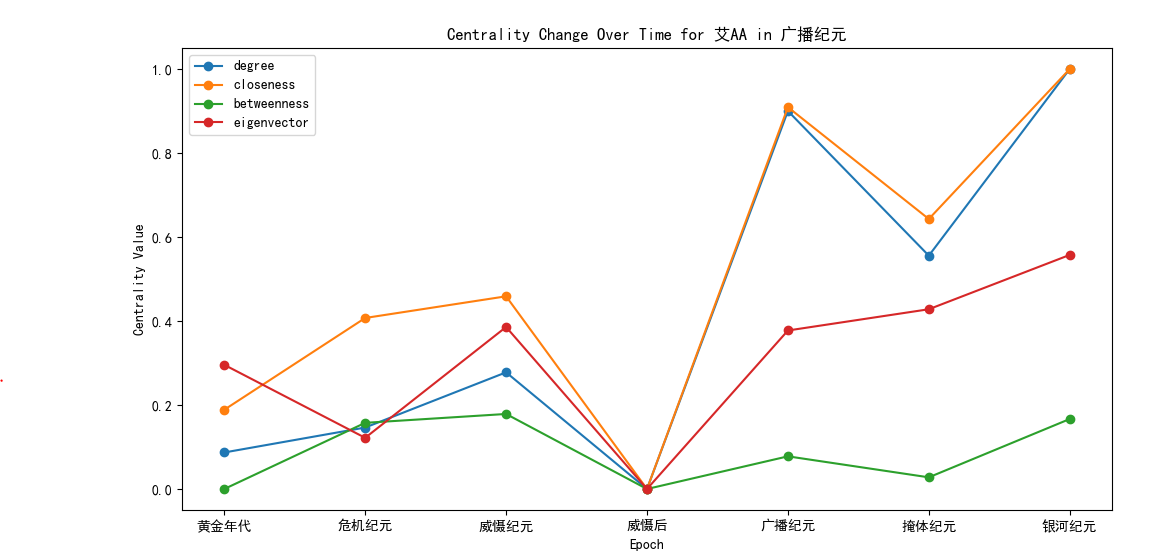 Centrality Change Over Time for 艾AA in 广播纪元
degree
closeness
betweenness
eigenvector
1.0
0.8
0.6
0.4
0.2
0.0
Centrality Value
黄金年代 危机纪元 威慑纪元 威慑后 广播纪元 掩体纪元 银河纪元
Epoch